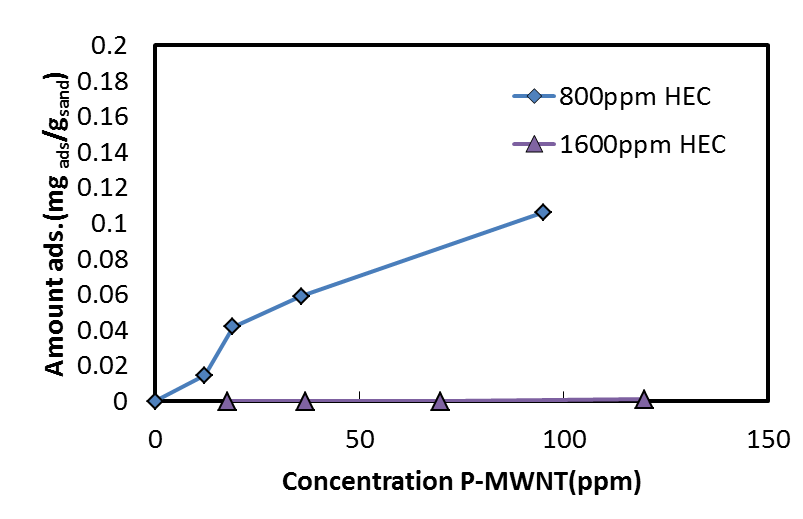 0.2
0.18
0.16
0.14
0.12
0.1
0.08
0.06
0.04
0.02
0
0 50 100 150
Amount ads.(mg ads/gsand)
Concentration P-MWNT(ppm)
800ppm HEC
1600ppm HEC